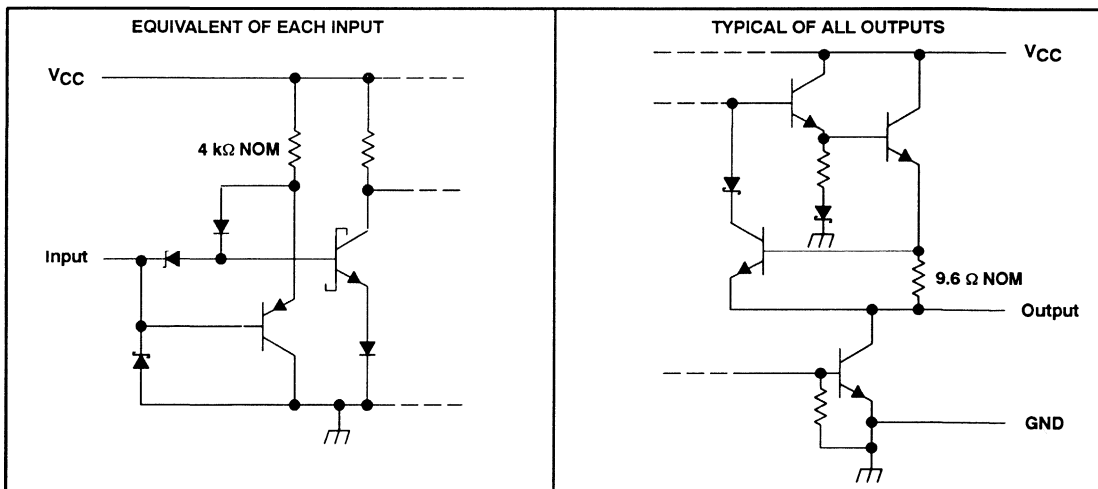 EQUIVALENT OF EACH INPUT
VCC
4 kΩ NOM
Input
TYPICAL OF ALL OUTPUTS
VCC
9.6 Ω NOM
Output
GND